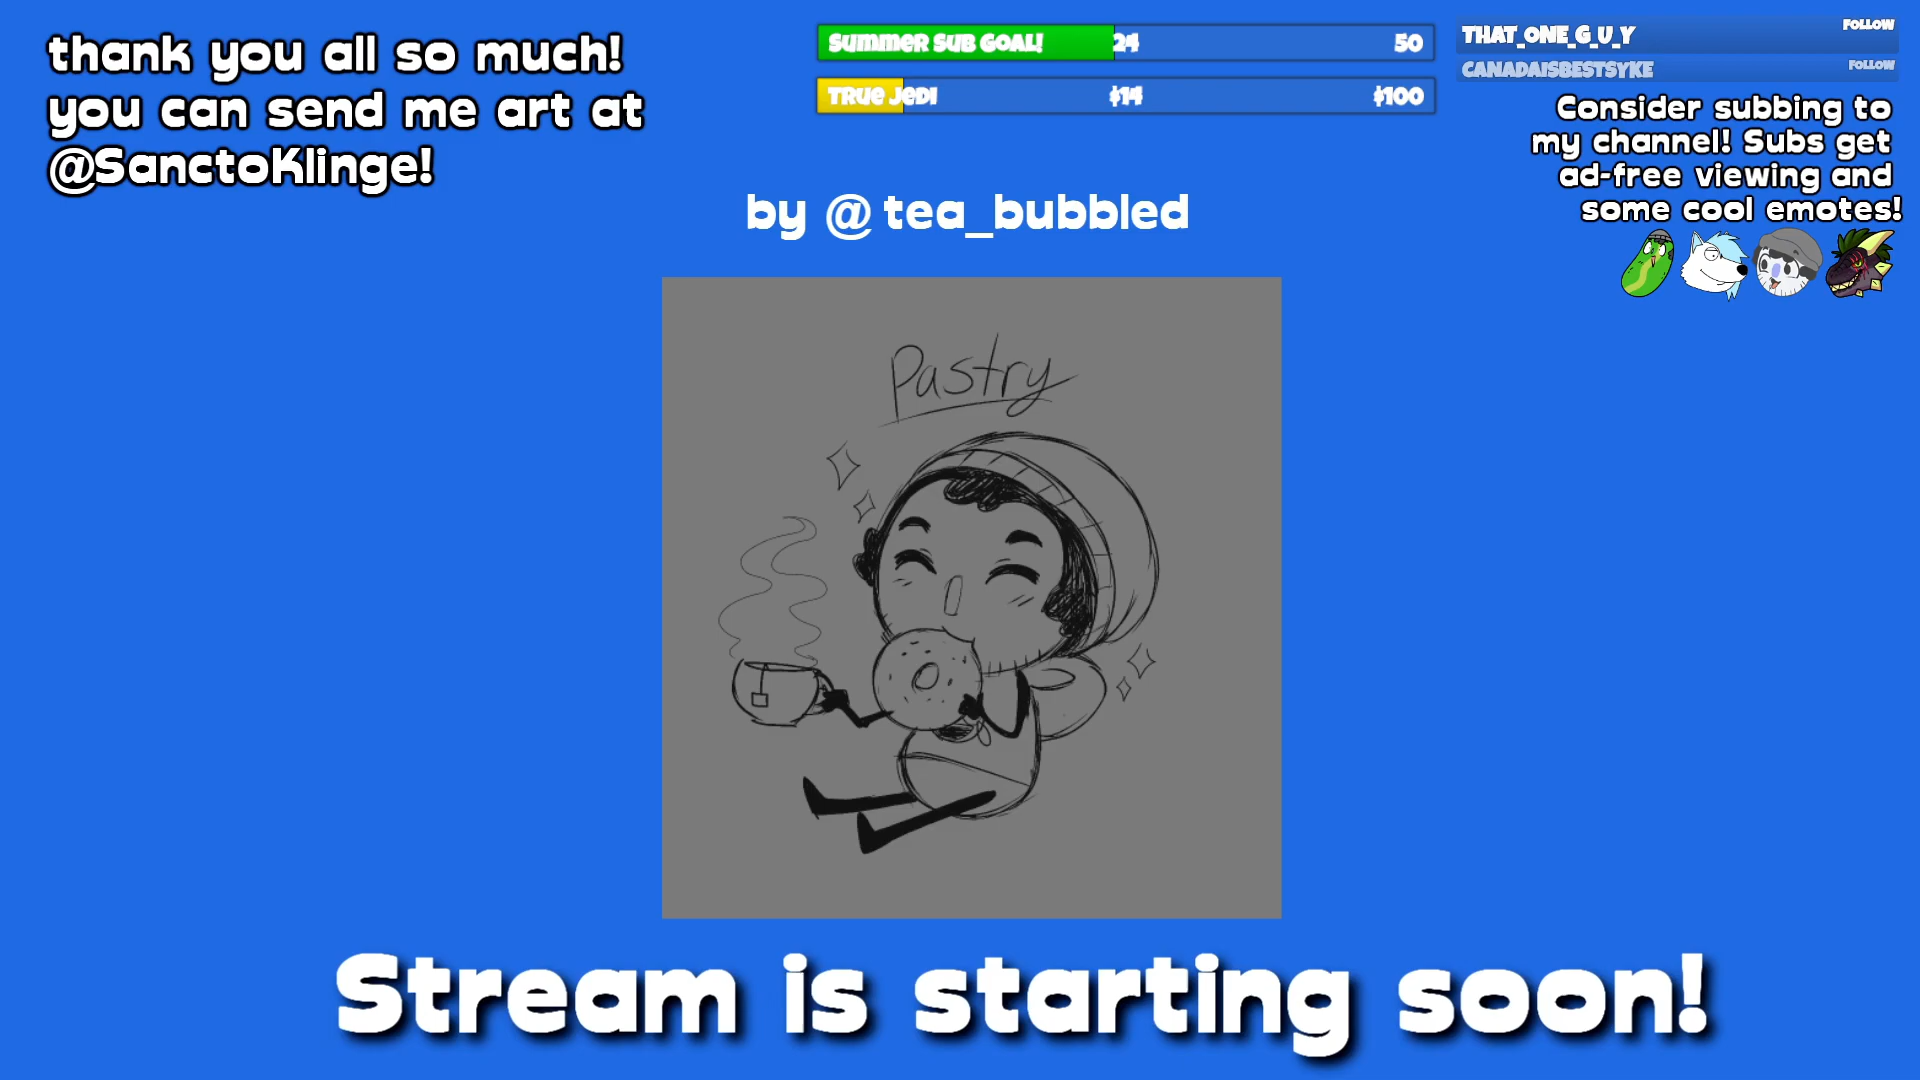 thank you all so much!
you can send me art at
@SanctoKlinge!
Summer Sub Goal! 24 50
True Jedi $14 $100
THAT_ONE_G_U_Y FOLLOW
CANADAISBESTSYKE FOLLOW
Consider subbing to
my channel! Subs get
ad-free viewing and
some cool emotes!
by @tea_bubbled
Pastry
Stream is starting soon!